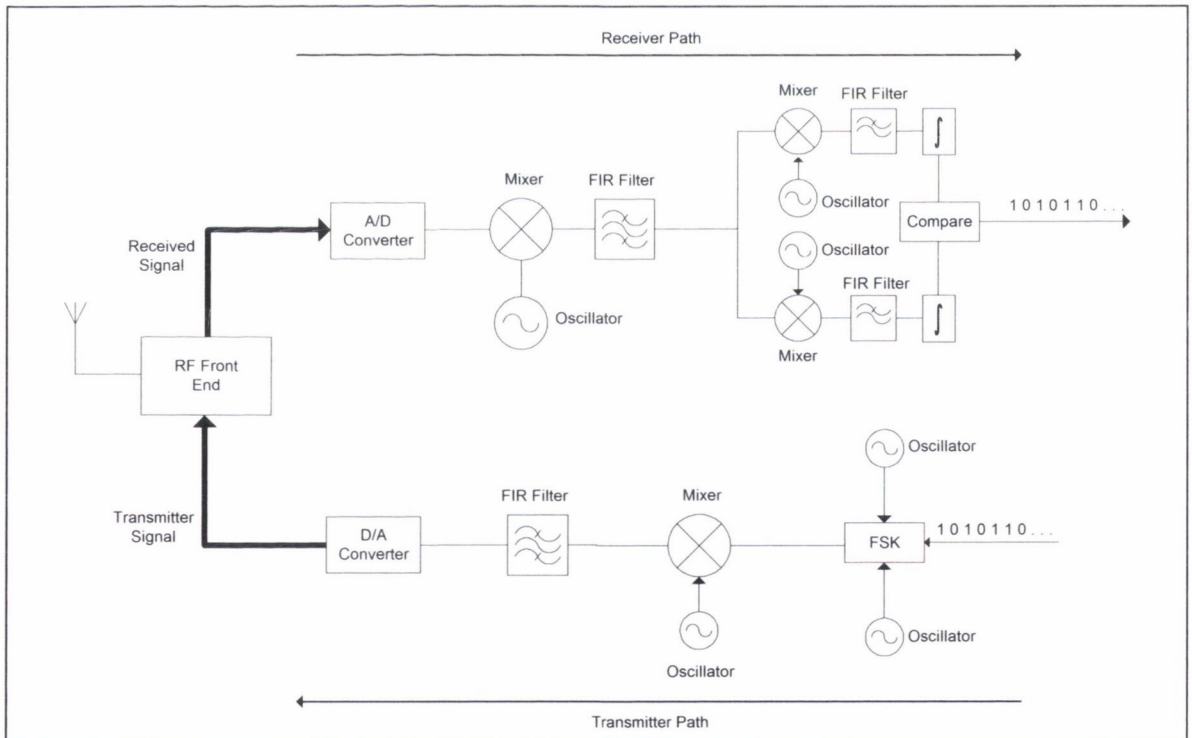 Receiver Path
Mixer
FIR Filter
Mixer
FIR Filter
A/D
Converter
Oscillator
Compare
1 0 1 0 1 1 0 . . .
Received
Signal
Oscillator
FIR Filter
Oscillator
Mixer
RF Front
End
Oscillator
Transmitter
Signal
D/A
Converter
FIR Filter
Mixer
FSK
1 0 1 0 1 1 0 . . .
Oscillator
Oscillator
Transmitter Path